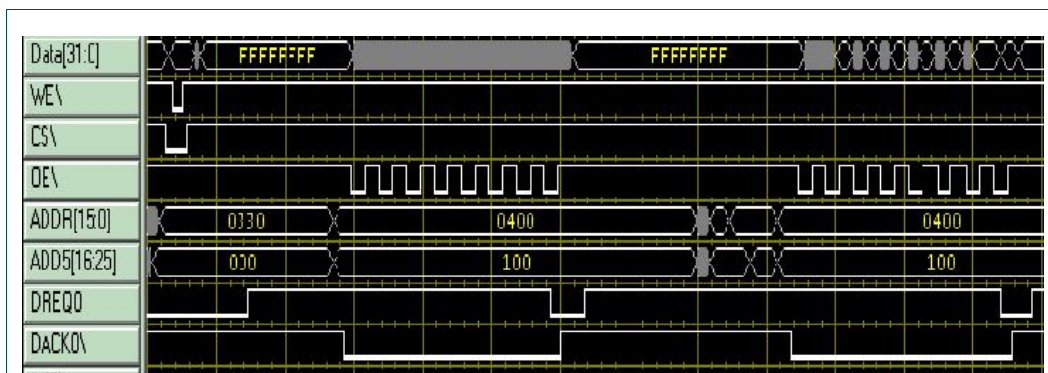 Data[31:0] FFFFFFFF FFFFFFFF
WE\
CS\
OE\
ADDR[15:0] 0330 0400 0400
ADD5[16:25] 000 100 100
DREQ0
DACK0\